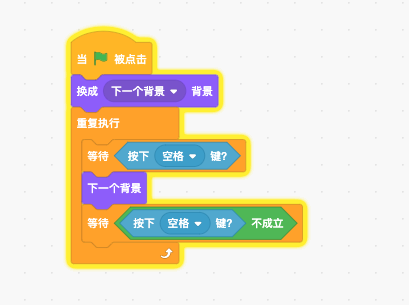 当 被点击
换成 下一个背景 背景
重复执行
等待 按下 空格 键?
下一个背景
等待 按下 空格 键? 不成立